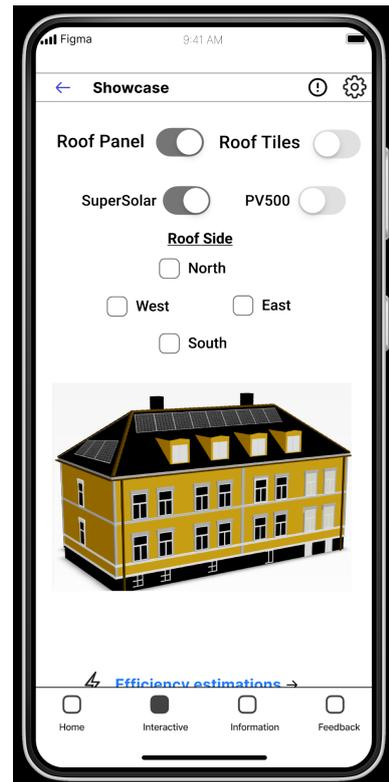 Figma 9:41 AM
← Showcase
Roof Panel Roof Tiles
SuperSolar PV500
Roof Side
North
West East
South
Efficiency estimations →
Home Interactive Information Feedback